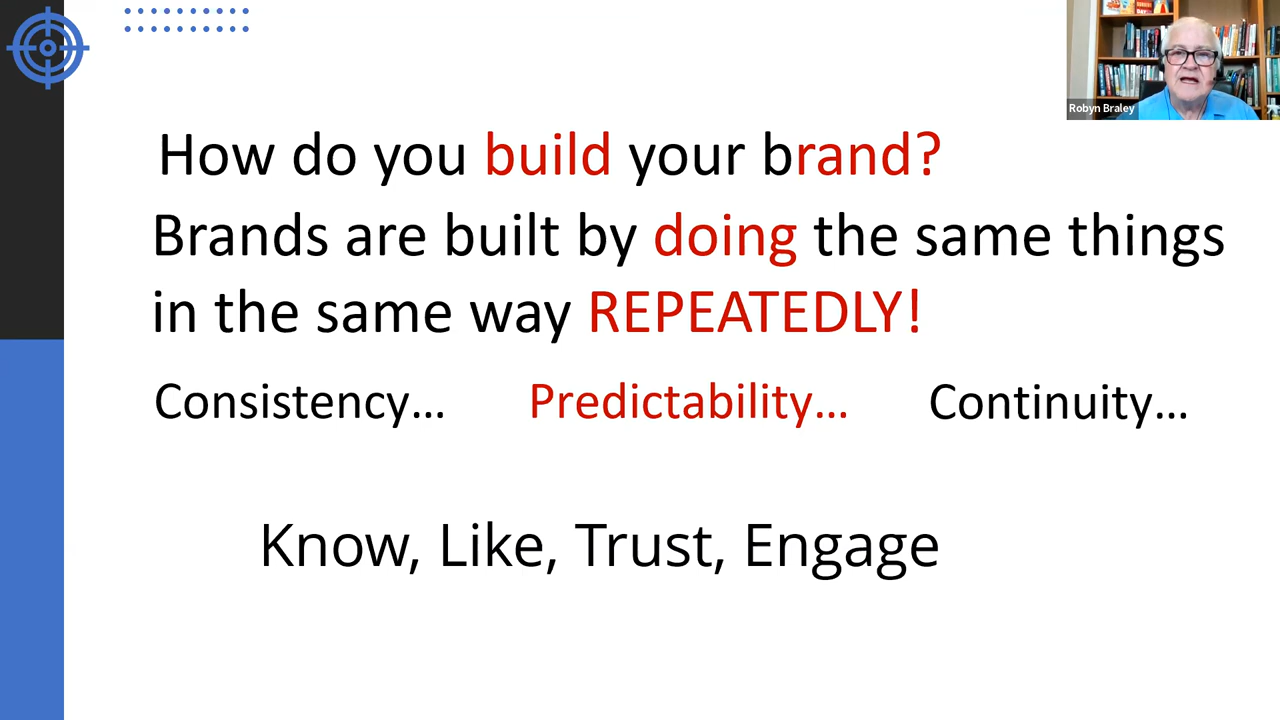 Robyn Braley
How do you build your brand?
Brands are built by doing the same things
in the same way REPEATEDLY!
Consistency... Predictability... Continuity...
Know, Like, Trust, Engage